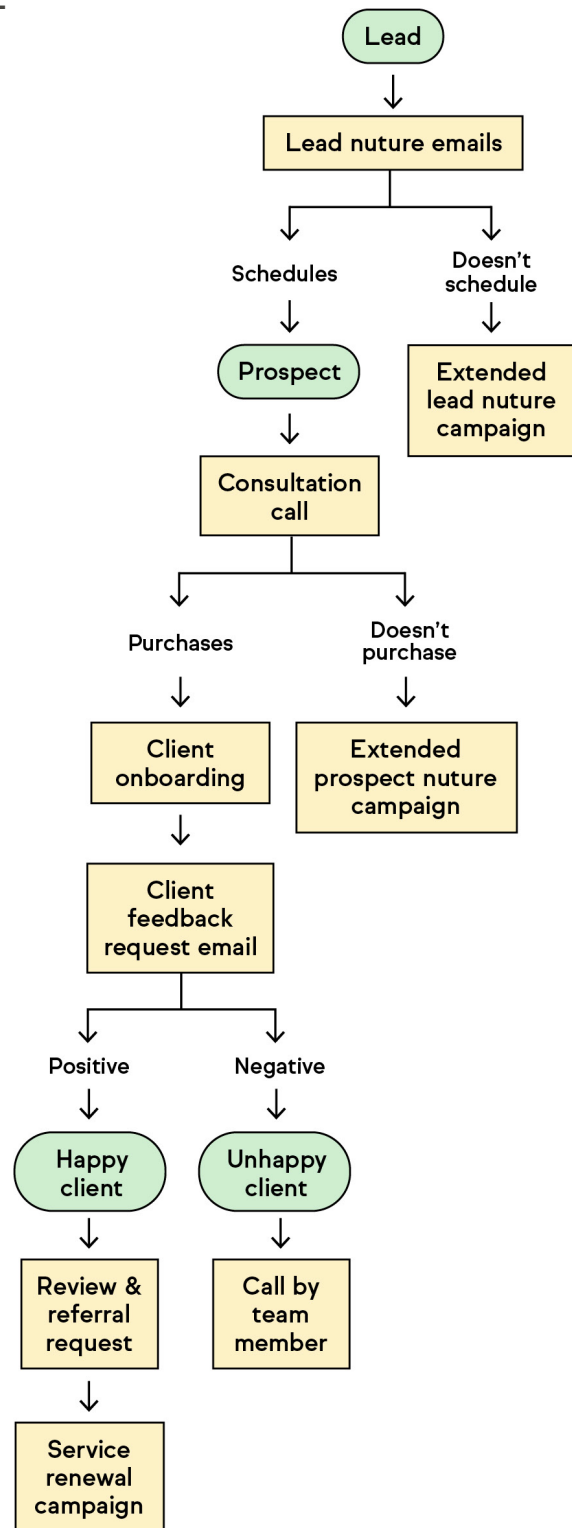 Lead
Lead nuture emails
Schedules
Doesn't
schedule
Prospect
Extended
lead nuture
campaign
Consultation
call
Purchases
Doesn't
purchase
Client
onboarding
Extended
prospect nuture
campaign
Client
feedback
request email
Positive
Negative
Happy
client
Unhappy
client
Review &
referral
request
Call by
team
member
Service
renewal
campaign